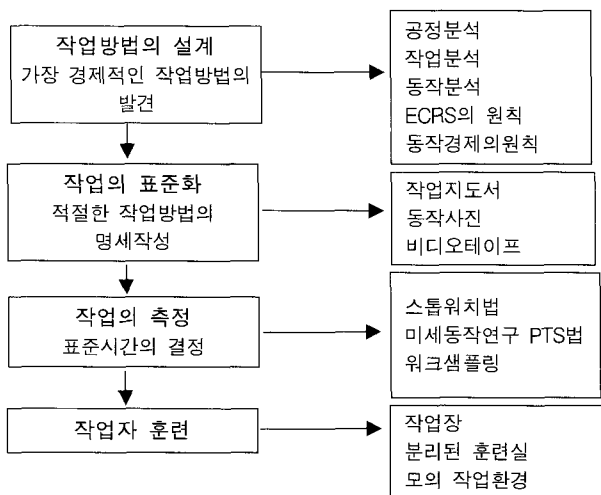 작업방법의 설계
가장 경제적인 작업방법의
발견
공정분석
작업분석
동작분석
ECRS의 원칙
동작경제의원칙
작업의 표준화
적절한 작업방법의
명세작성
작업지도서
동작사진
비디오테이프
작업의 측정
표준시간의 결정
스톱워치법
미세동작연구 PTS법
워크샘플링
작업자 훈련
작업장
분리된 훈련실
모의 작업환경